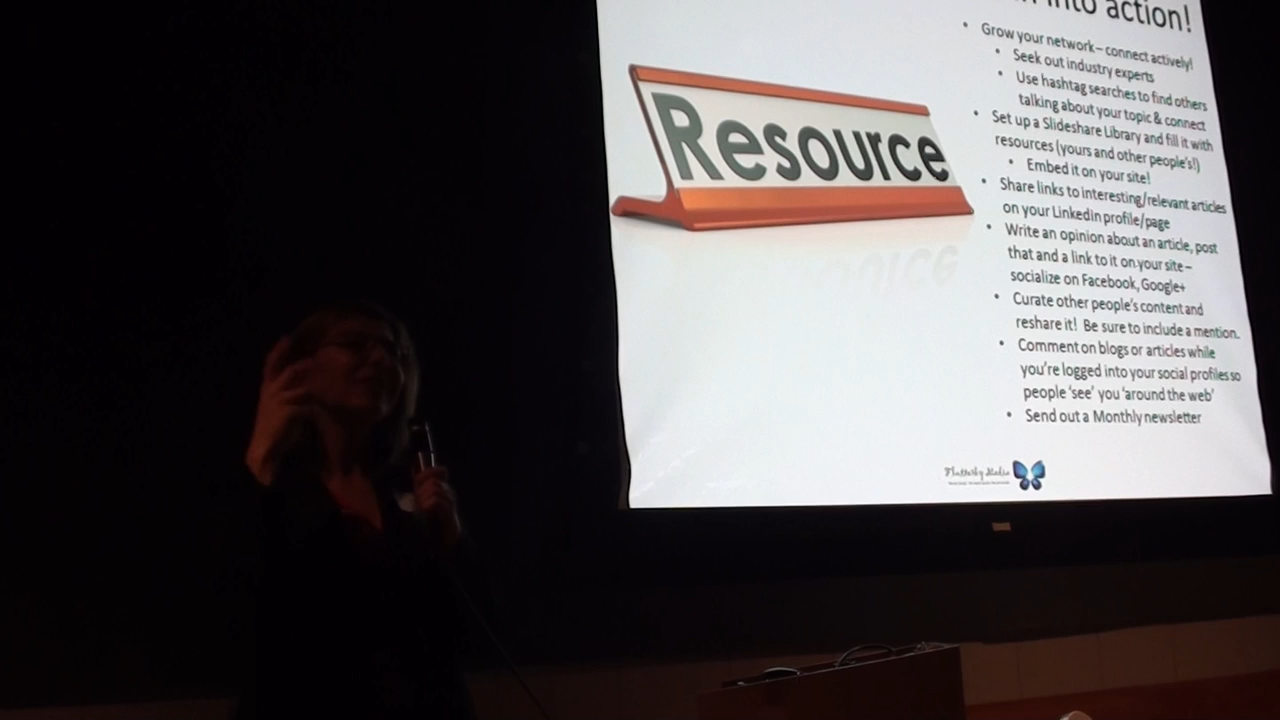 into action!
Resource
• Grow your network – connect actively!
• Seek out industry experts
• Use hashtag searches to find others
talking about your topic & connect
• Set up a Slideshare Library and fill it with
resources (yours and other people's!)
• Embed it on your site!
• Share links to interesting/relevant articles
on your LinkedIn profile/page
• Write an opinion about an article, post
that and a link to it on your site –
socialize on Facebook, Google+
• Curate other people's content and
reshare it! Be sure to include a mention.
• Comment on blogs or articles while
you're logged into your social profiles so
people 'see' you 'around the web'
• Send out a Monthly newsletter
Flutterby Media